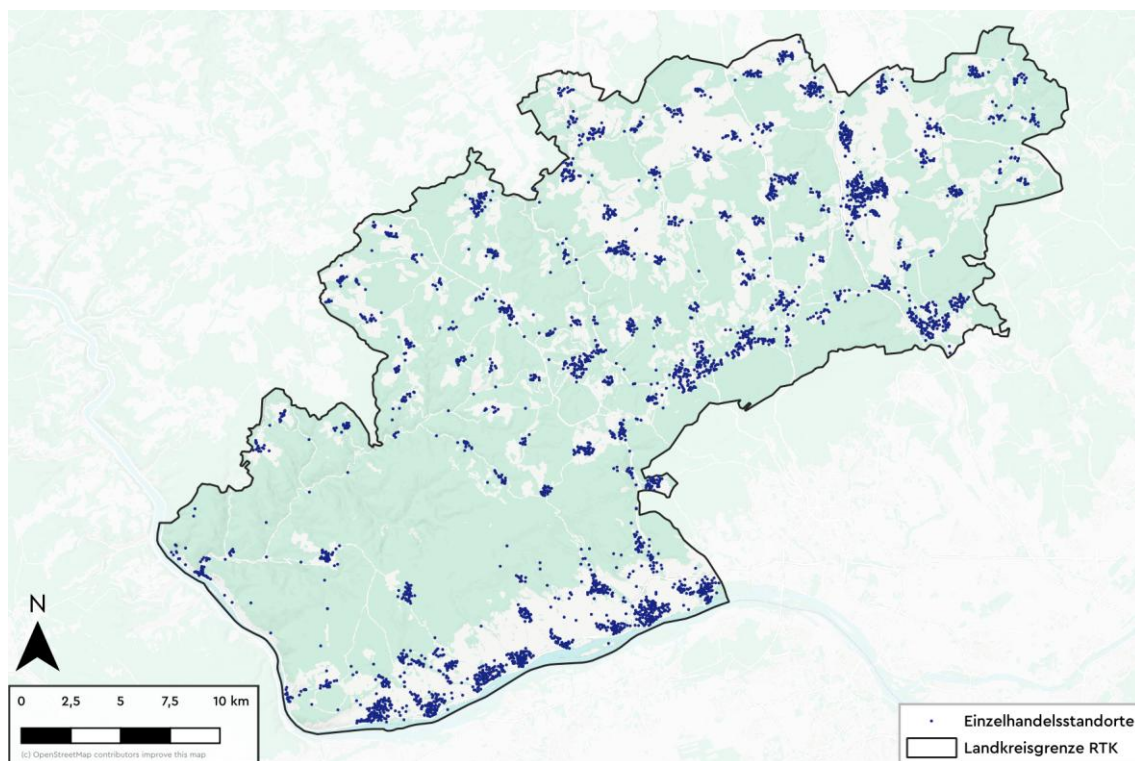 N
0 2,5 5 7,5 10 km
(c) OpenStreetMap contributors improve this map
Einzelhandelsstandorte
Landkreisgrenze RTK